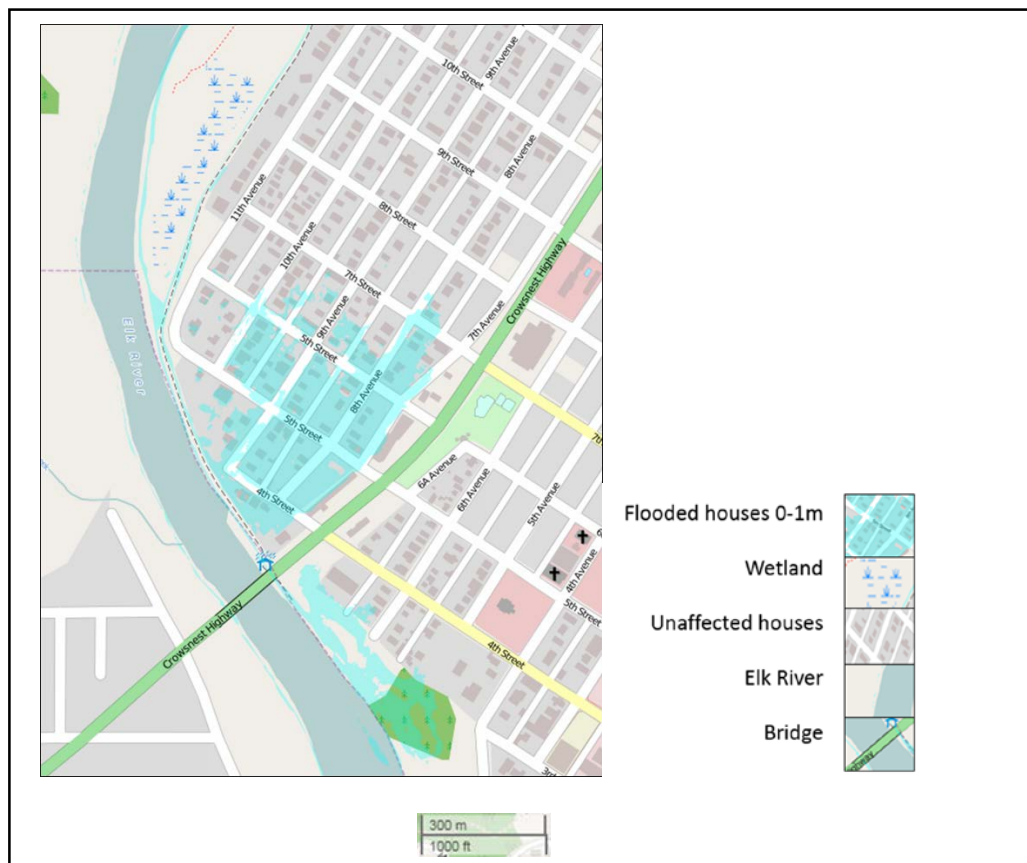 10th Street
9th Avenue
9th Street
8th Avenue
11th Avenue
8th Street
10th Avenue
7th Street
Crowsnest Highway
7th Avenue
9th Avenue
5th Street
Elk River
8th Avenue
5th Street
7th
6A Avenue
6th Avenue
5th Avenue
4th Street
6
4th Avenue
5th Street
Crowsnest Highway
4th Street
3rd
Flooded houses 0-1m
Wetland
Unaffected houses
Elk River
Bridge
300 m
1000 ft